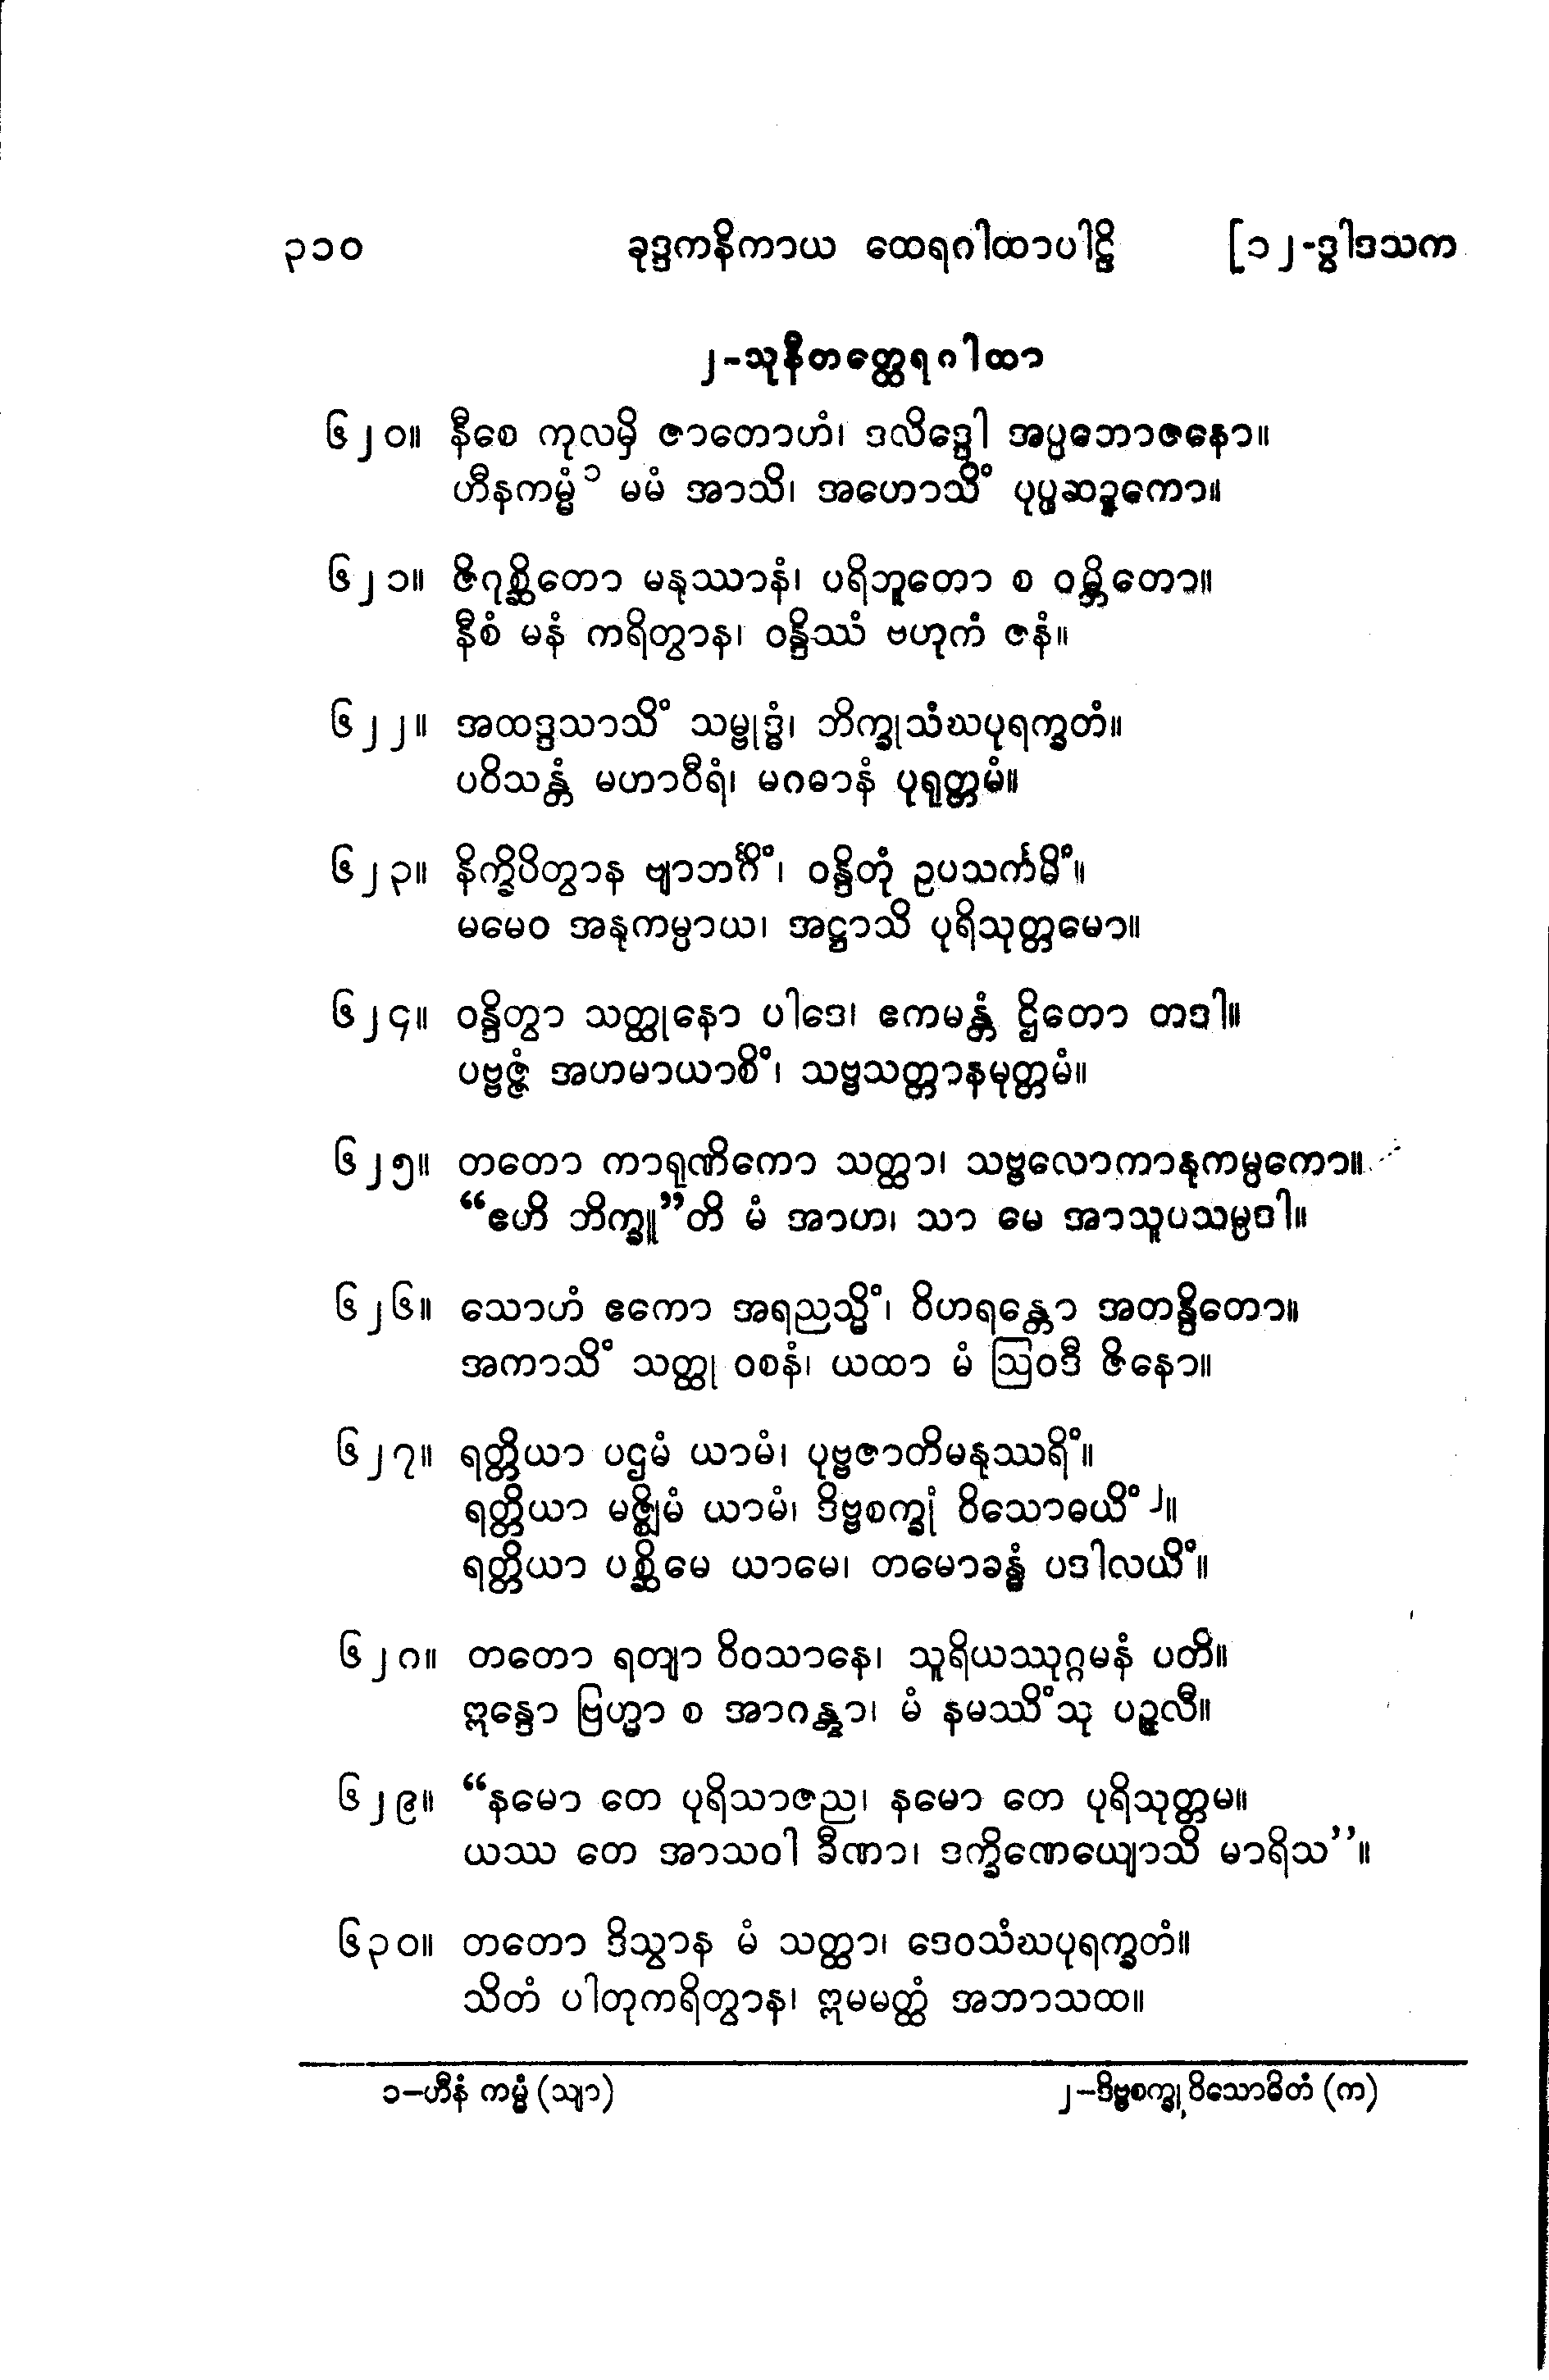 ၃၁၀ ခုဒ္ဒကနိကာယ ထေရဂါထာပါဠိ [၁၂-ဒွါဒသက
၂-သုနီတတ္ထေရဂါထာ
၆၂၀။ နီစေ ကုလမှိ ဇာတောဟံ၊ ဒလိဒ္ဒေါ အပ္ပဘောဇနော။
ဟီနကမ္မံ ၁ မမံ အာသိ၊ အဟောသိံ ပုပ္ဖဆဍ္ဍကော။
၆၂၁။ ဇိဂုစ္ဆိတော မနုဿာနံ၊ ပရိဘူတော စ ဝမ္ဘိတော။
နီစံ မနံ ကရိတွာန၊ ဝန္ဒိဿံ ဗဟုကံ ဇနံ။
၆၂၂။ အထဒ္ဒသာသိံ သမ္ဗုဒ္ဓံ၊ ဘိက္ခုသံဃပုရက္ခတံ။
ပဝိသန္တံ မဟာဝီရံ၊ မဂဓာနံ ပုရုတ္တမံ။
၆၂၃။ နိက္ခိပိတွာန ဗျာဘင်္ဂိံ၊ ဝန္ဒိတုံ ဥပသင်္ကမိံ။
မမေဝ အနုကမ္ပာယ၊ အဋ္ဌာသိ ပုရိသုတ္တမော။
၆၂၄။ ဝန္ဒိတွာ သတ္ထုနော ပါဒေ၊ ဧကမန္တံ ဌိတော တဒါ။
ပဗ္ဗဇ္ဇံ အဟမာယာစိံ၊ သဗ္ဗသတ္တာနမုတ္တမံ။
၆၂၅။ တတော ကာရုဏိကော သတ္ထာ၊ သဗ္ဗလောကာနုကမ္ပကော။
“ဧဟိ ဘိက္ခူ”တိ မံ အာဟ၊ သာ မေ အာသူပသမ္ပဒါ။
၆၂၆။ သောဟံ ဧကော အရညသ္မိံ၊ ဝိဟရန္တော အတန္ဒိတော။
အကာသိံ သတ္ထု ဝစနံ၊ ယထာ မံ ဩဝဒီ ဇိနော။
၆၂၇။ ရတ္တိယာ ပဌမံ ယာမံ၊ ပုဗ္ဗဇာတိမနုဿရိံ။
ရတ္တိယာ မဇ္ဈိမံ ယာမံ၊ ဒိဗ္ဗစက္ခုံ ဝိသောဓယိံ ၂။
ရတ္တိယာ ပစ္ဆိမေ ယာမေ၊ တမောခန္ဓံ ပဒါလယိံ။
၆၂၈။ တတော ရတျာ ဝိဝသာနေ၊ သူရိယဿုဂ္ဂမနံ ပတိ။
ဣန္ဒော ဗြဟ္မာ စ အာဂန္တွာ၊ မံ နမဿိံသု ပဉ္ဇလီ။
၆၂၉။ “နမော တေ ပုရိသာဇည၊ နမော တေ ပုရိသုတ္တမ။
ယဿ တေ အာသဝါ ခီဏာ၊ ဒက္ခိဏေယျောသိ မာရိသ’’။
၆၃၀။ တတော ဒိသွာန မံ သတ္ထာ၊ ဒေဝသံဃပုရက္ခတံ။
သိတံ ပါတုကရိတွာန၊ ဣမမတ္ထံ အဘာသထ။
၁–ဟီနံ ကမ္မံ (သျာ) ၂–ဒိဗ္ဗစက္ခု ဝိသောဓိတံ (က)